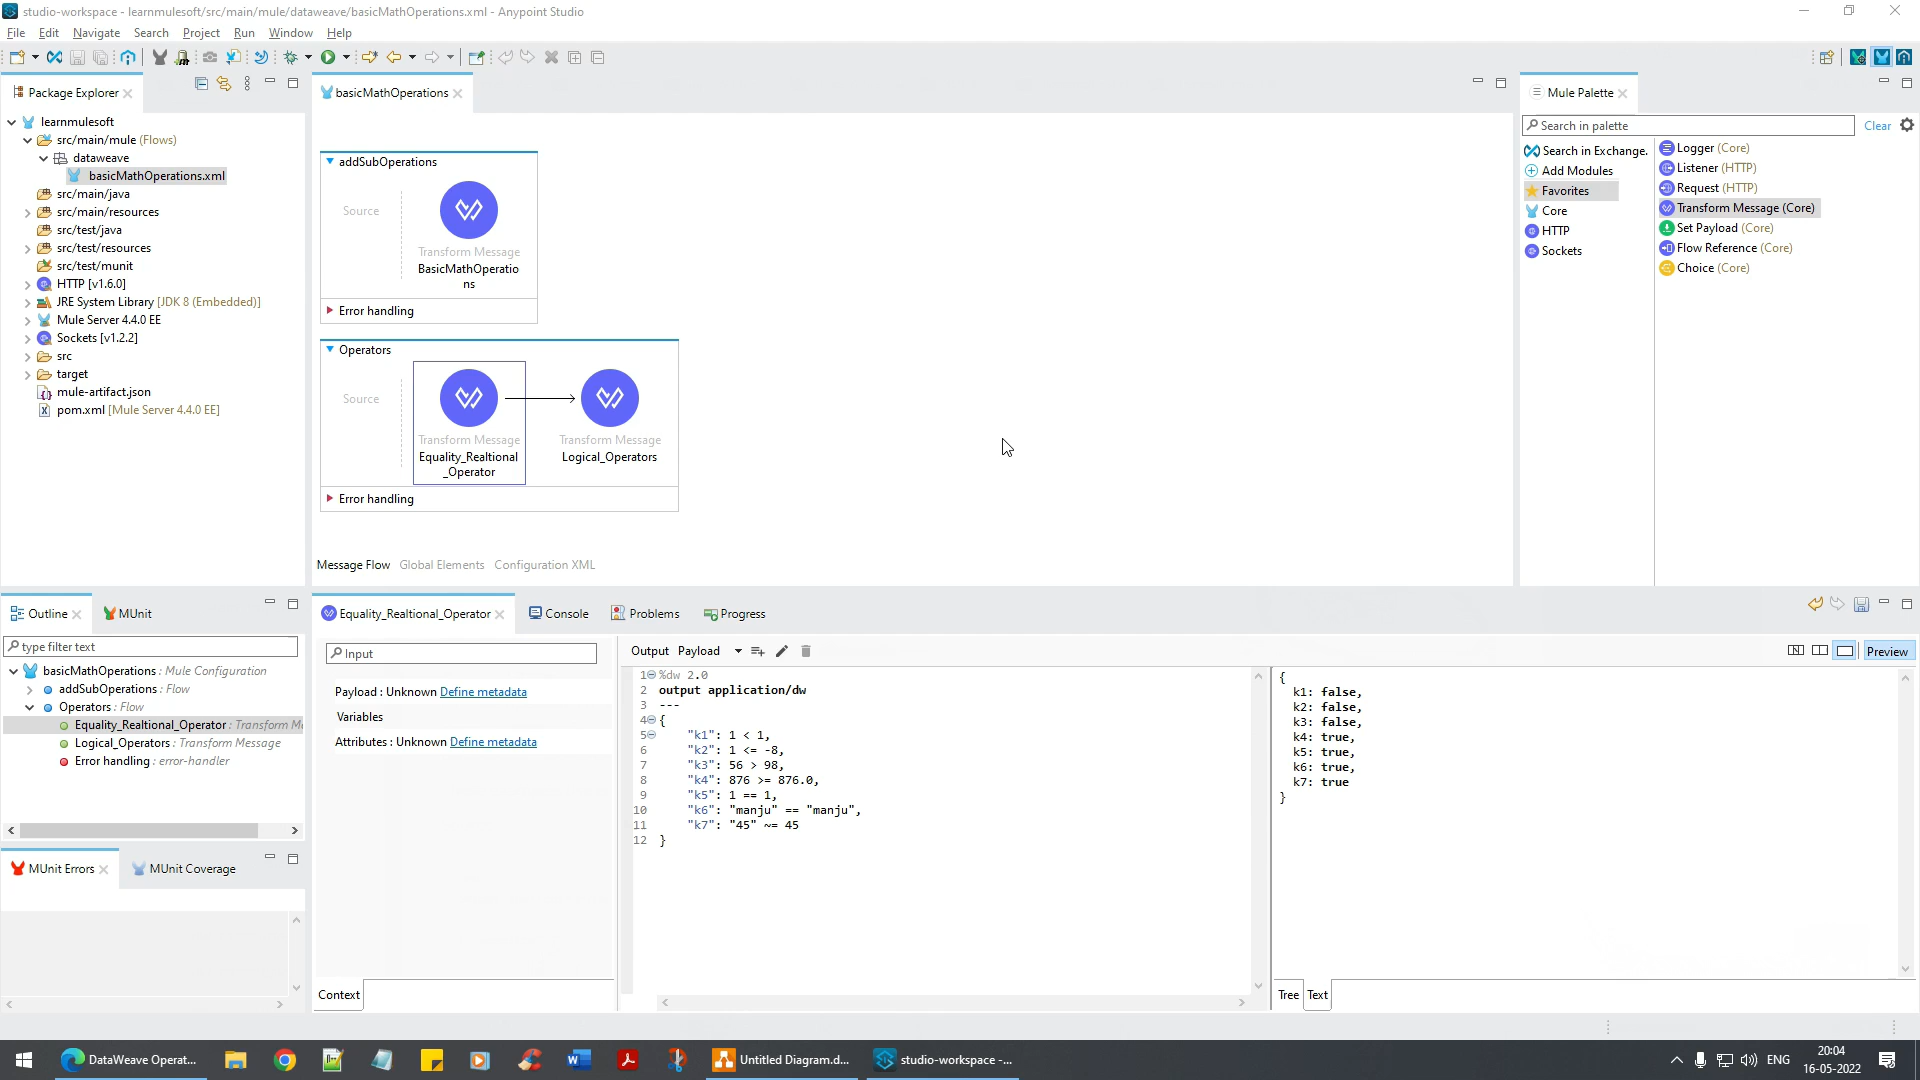 studio-workspace - learnmulesoft/src/main/mule/dataweave/basicMathOperations.xml - Anypoint Studio
File Edit Navigate Search Project Run Window Help
Package Explorer
learnmulesoft
src/main/mule (Flows)
dataweave
basicMathOperations.xml
src/main/java
src/main/resources
src/test/java
src/test/resources
src/test/munit
HTTP [v1.6.0]
JRE System Library [JDK 8 (Embedded)]
Mule Server 4.4.0 EE
Sockets [v1.2.2]
src
target
mule-artifact.json
pom.xml [Mule Server 4.4.0 EE]
basicMathOperations
addSubOperations
Source
Transform Message
BasicMathOperatio
ns
Error handling
Operators
Source
Transform Message
Equality_Realtional
_Operator
Transform Message
Logical_Operators
Error handling
Message Flow Global Elements Configuration XML
Mule Palette
Search in palette
Clear
Search in Exchange.
Add Modules
Favorites
Core
HTTP
Sockets
Logger (Core)
Listener (HTTP)
Request (HTTP)
Transform Message (Core)
Set Payload (Core)
Flow Reference (Core)
Choice (Core)
Outline
MUnit
type filter text
basicMathOperations : Mule Configuration
addSubOperations : Flow
Operators : Flow
Equality_Realtional_Operator : Transform M
Logical_Operators : Transform Message
Error handling : error-handler
MUnit Errors
MUnit Coverage
Equality_Realtional_Operator
Console
Problems
Progress
Input
Payload : Unknown Define metadata
Variables
Attributes : Unknown Define metadata
Context
Output Payload
Preview
1 %dw 2.0
2 output application/dw
3 ---
4 {
5 "k1": 1 < 1,
6 "k2": 1 <= -8,
7 "k3": 56 > 98,
8 "k4": 876 >= 876.0,
9 "k5": 1 == 1,
10 "k6": "manju" == "manju",
11 "k7": "45" ~= 45
12 }
{
k1: false,
k2: false,
k3: false,
k4: true,
k5: true,
k6: true,
k7: true
}
Tree Text
DataWeave Operat...
Untitled Diagram.d...
studio-workspace -...
ENG
20:04
16-05-2022